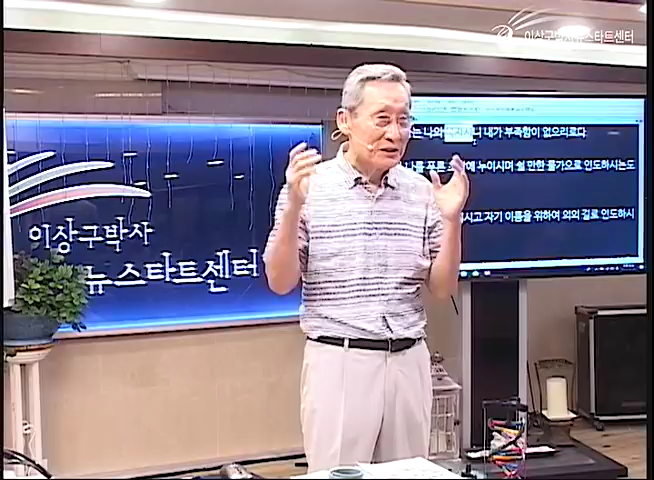 이상구박사뉴스타트센터
나의 목자시니 내가 부족함이 없으리로다
나를 푸른 에 누이시며 쉴 만한 물가로 인도하시는도
시고 자기 이름을 위하여 의의 길로 인도하시
이상구박사
뉴스타트센터